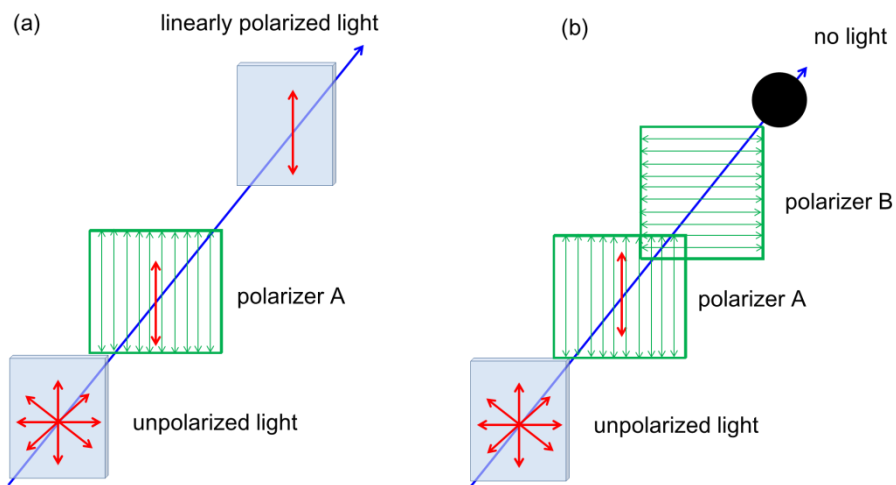 (a)
linearly polarized light
polarizer A
unpolarized light
(b)
no light
polarizer B
polarizer A
unpolarized light